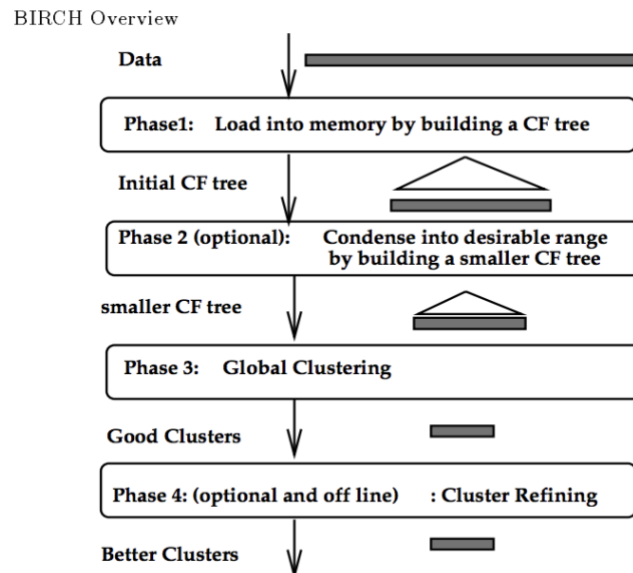 BIRCH Overview
Data
Phase1: Load into memory by building a CF tree
Initial CF tree
Phase 2 (optional): Condense into desirable range
by building a smaller CF tree
smaller CF tree
Phase 3: Global Clustering
Good Clusters
Phase 4: (optional and off line) : Cluster Refining
Better Clusters